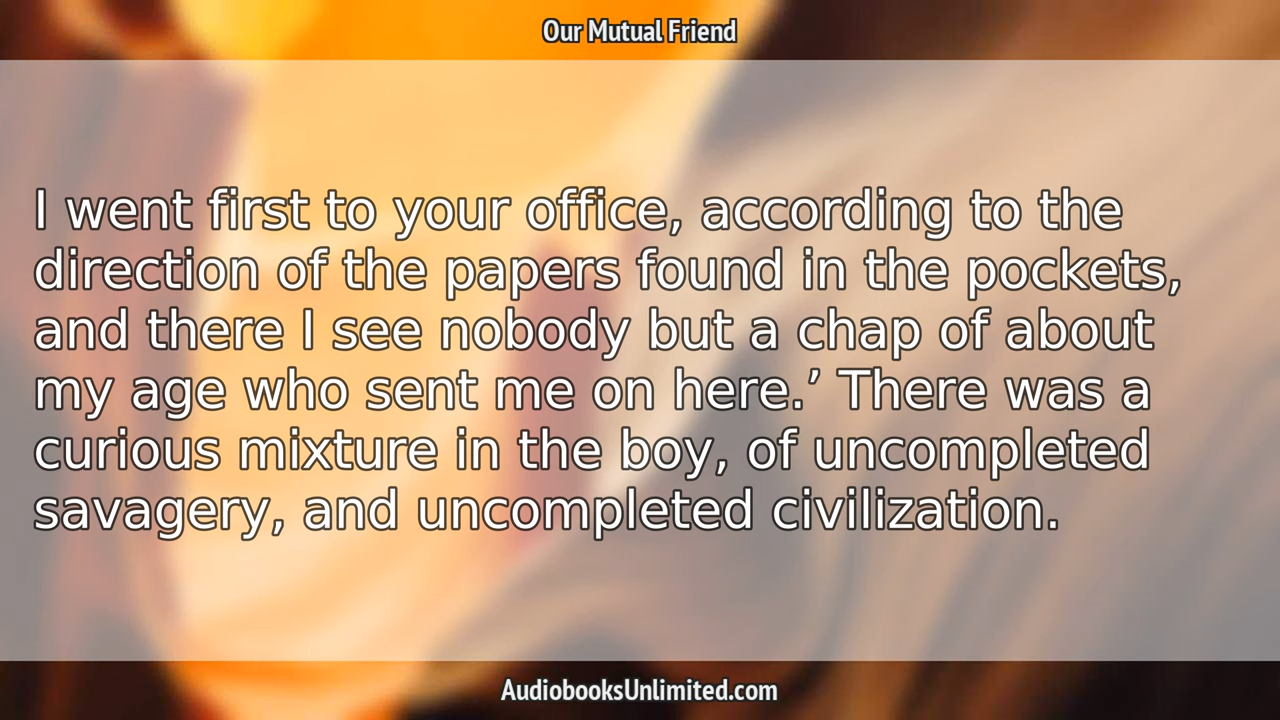 Our Mutual Friend
I went first to your office, according to the
direction of the papers found in the pockets,
and there I see nobody but a chap of about
my age who sent me on here.’ There was a
curious mixture in the boy, of uncompleted
savagery, and uncompleted civilization.
AudiobooksUnlimited.com